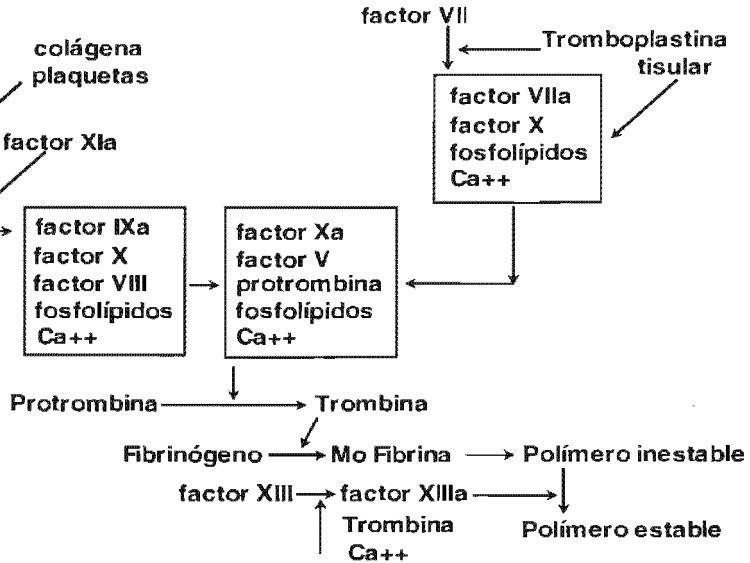 factor VII
colágena
plaquetas
Tromboplastina
tisular
factor VIIa
factor X
fosfolípidos
Ca++
factor XIa
factor IXa
factor X
factor VIII
fosfolípidos
Ca++
factor Xa
factor V
protrombina
fosfolípidos
Ca++
Protrombina
Trombina
Fibrinógeno
Mo Fibrina
Polímero inestable
factor XIII
factor XIIIa
Trombina
Ca++
Polímero estable